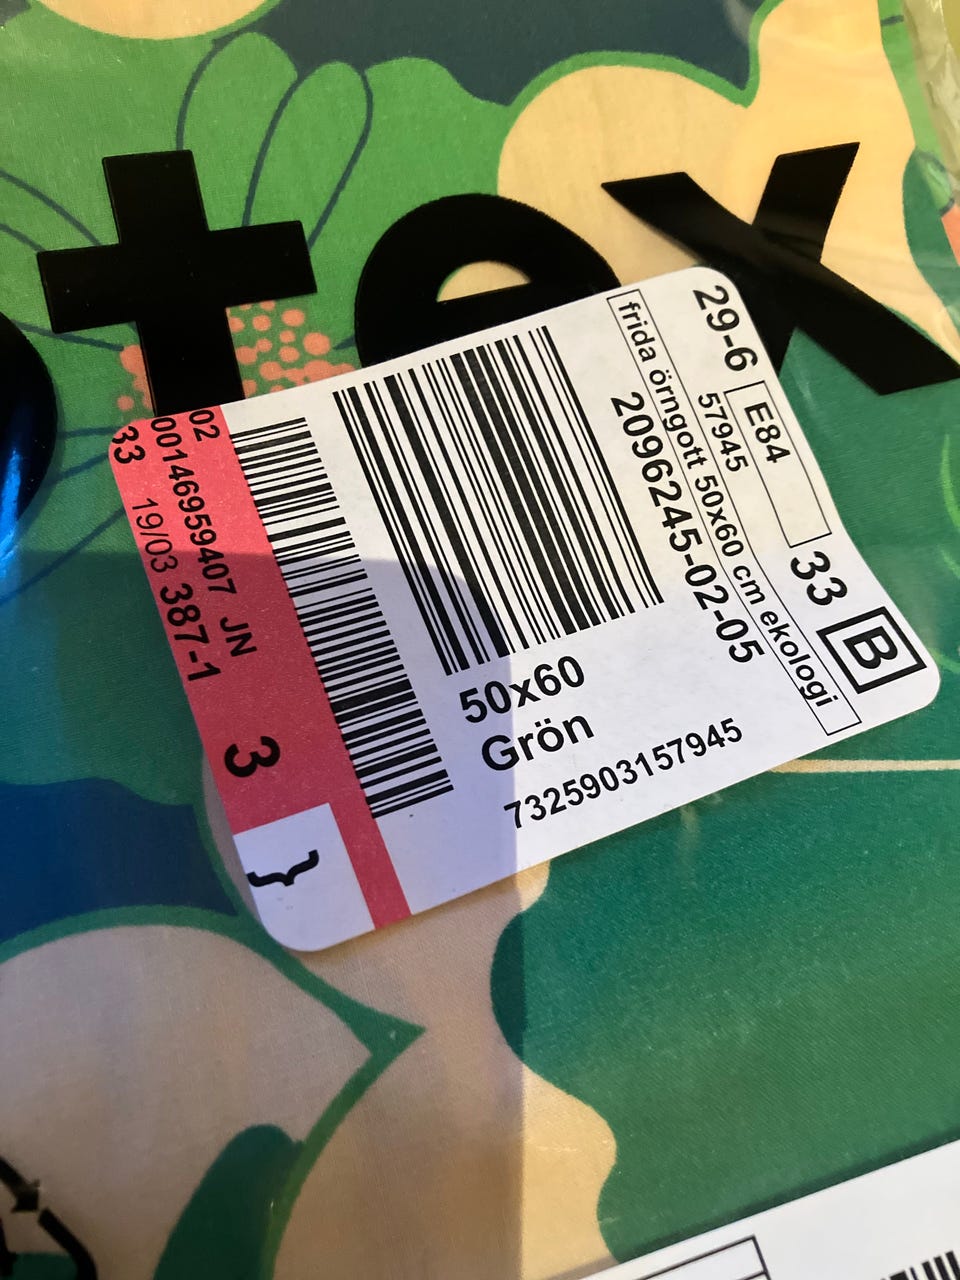 otex
29-6 E84 33 B
57945
frida örngott 50x60 cm ekologi
2096245-02-05
50x60
Grön
7325903157945
02
00146959407 JN
33 19/03 387-1 3
}